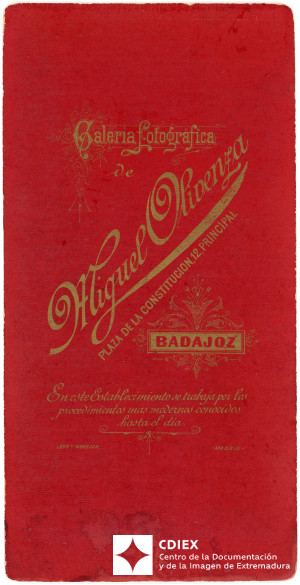 Galeria Fotografica
de
Miguel Olivenza
PLAZA DE LA CONSTITUCION, 12, PRINCIPAL
BADAJOZ
En este Establecimiento se trabaja por los
procedimientos mas modernos conocidos
hasta el dia.
CDIEX
Centro de la Documentación
y de la Imagen de Extremadura